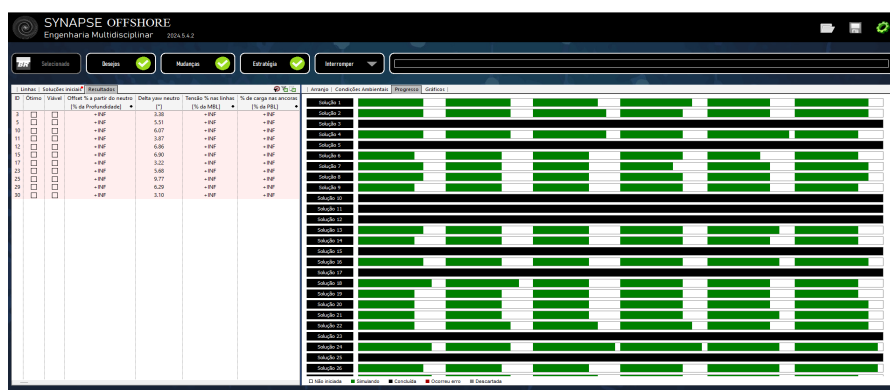 SYNAPSE OFFSHORE
Engenharia Multidisciplinar 2024.5.4.2
BR Selecionado Desejos Mudanças Estratégia Interromper
| Linhas | Soluções iniciais | Resultados |
| Arranjo | Condições Ambientais | Progresso | Gráficos |
ID Ótimo Viável Offset % a partir do neutro Delta yaw neutro Tensão % nas linhas % de carga nas ancoras
[% da Profundidade] [°] [% da MBL] [% da PBL]
3 +INF 3.38 +INF +INF
5 +INF 5.51 +INF +INF
10 +INF 6.07 +INF +INF
11 +INF 3.87 +INF +INF
12 +INF 6.86 +INF +INF
15 +INF 6.90 +INF +INF
17 +INF 3.22 +INF +INF
23 +INF 5.68 +INF +INF
25 +INF 9.77 +INF +INF
29 +INF 6.29 +INF +INF
30 +INF 3.10 +INF +INF
Solução 1
Solução 2
Solução 3
Solução 4
Solução 5
Solução 6
Solução 7
Solução 8
Solução 9
Solução 10
Solução 11
Solução 12
Solução 13
Solução 14
Solução 15
Solução 16
Solução 17
Solução 18
Solução 19
Solução 20
Solução 21
Solução 22
Solução 23
Solução 24
Solução 25
Solução 26
Não Iniciada Simulando Concluída Ocorreu erro Descartada